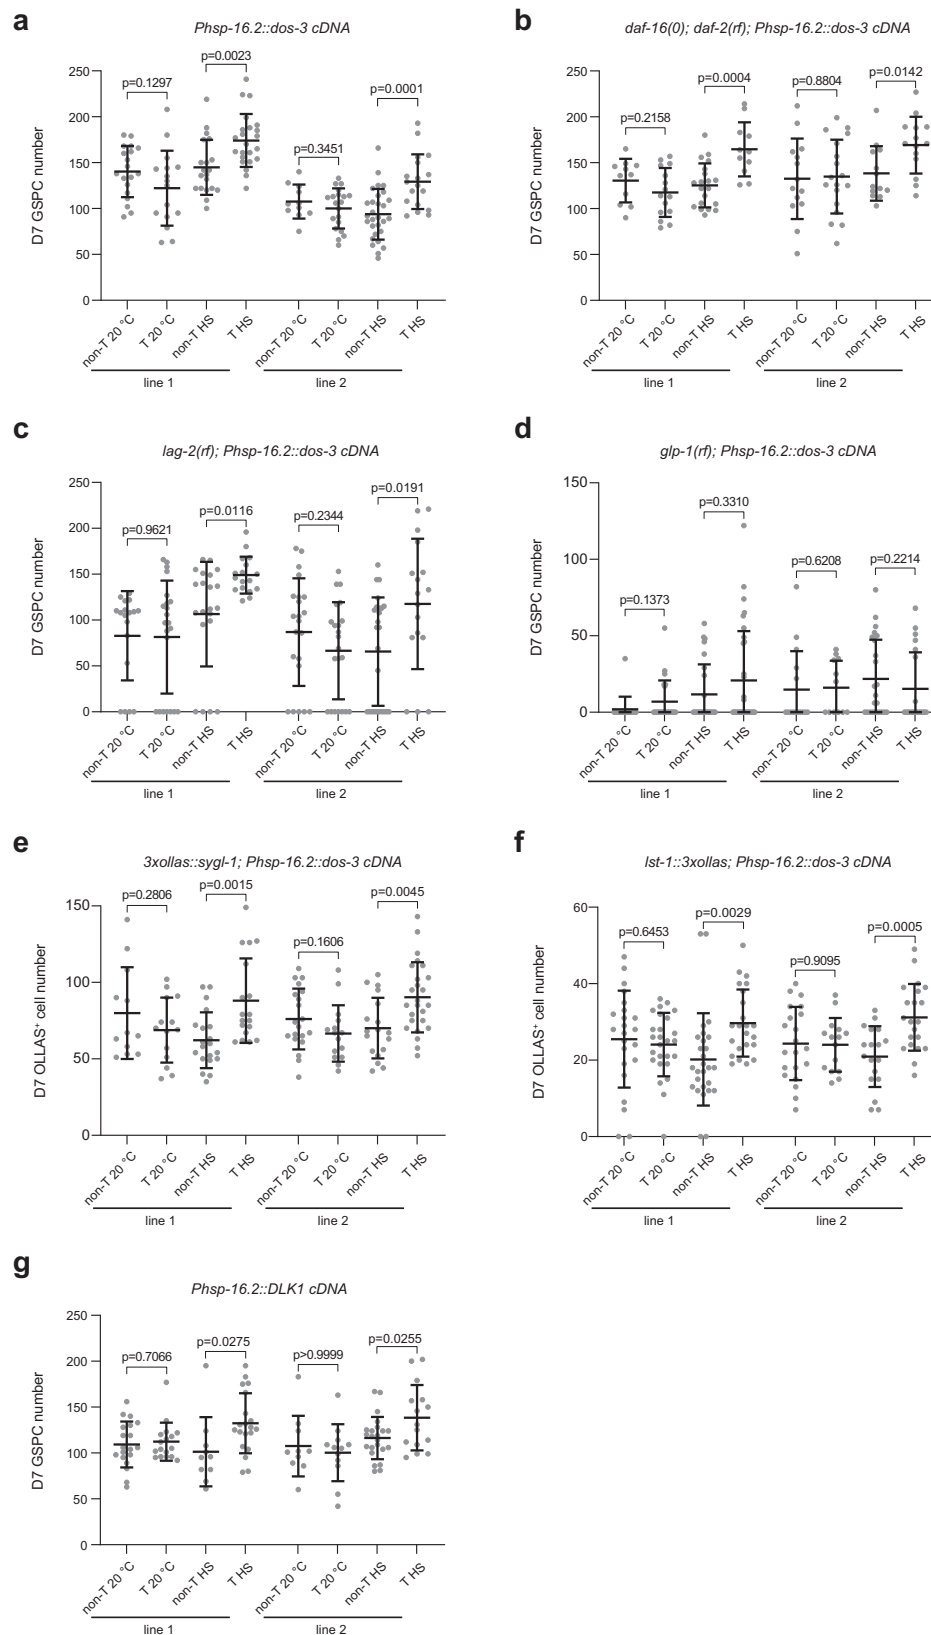 a
Phsp-16.2::dos-3 cDNA
D7 GSPC number
250
200
150
100
50
0
p=0.1297
p=0.0023
p=0.3451
p=0.0001
non-T 20 °C
T 20 °C
non-T HS
T HS
non-T 20 °C
T 20 °C
non-T HS
T HS
line 1
line 2
b
daf-16(0); daf-2(rf); Phsp-16.2::dos-3 cDNA
D7 GSPC number
250
200
150
100
50
0
p=0.2158
p=0.0004
p=0.8804
p=0.0142
non-T 20 °C
T 20 °C
non-T HS
T HS
non-T 20 °C
T 20 °C
non-T HS
T HS
line 1
line 2
c
lag-2(rf); Phsp-16.2::dos-3 cDNA
D7 GSPC number
250
200
150
100
50
0
p=0.9621
p=0.0116
p=0.2344
p=0.0191
non-T 20 °C
T 20 °C
non-T HS
T HS
non-T 20 °C
T 20 °C
non-T HS
T HS
line 1
line 2
d
glp-1(rf); Phsp-16.2::dos-3 cDNA
D7 GSPC number
150
100
50
0
p=0.1373
p=0.3310
p=0.6208
p=0.2214
non-T 20 °C
T 20 °C
non-T HS
T HS
non-T 20 °C
T 20 °C
non-T HS
T HS
line 1
line 2
e
3xollas::sygl-1; Phsp-16.2::dos-3 cDNA
D7 OLLAS⁺ cell number
150
100
50
0
p=0.2806
p=0.0015
p=0.1606
p=0.0045
non-T 20 °C
T 20 °C
non-T HS
T HS
non-T 20 °C
T 20 °C
non-T HS
T HS
line 1
line 2
f
lst-1::3xollas; Phsp-16.2::dos-3 cDNA
D7 OLLAS⁺ cell number
60
40
20
0
p=0.6453
p=0.0029
p=0.9095
p=0.0005
non-T 20 °C
T 20 °C
non-T HS
T HS
non-T 20 °C
T 20 °C
non-T HS
T HS
line 1
line 2
g
Phsp-16.2::DLK1 cDNA
D7 GSPC number
250
200
150
100
50
0
p=0.7066
p=0.0275
p>0.9999
p=0.0255
non-T 20 °C
T 20 °C
non-T HS
T HS
non-T 20 °C
T 20 °C
non-T HS
T HS
line 1
line 2